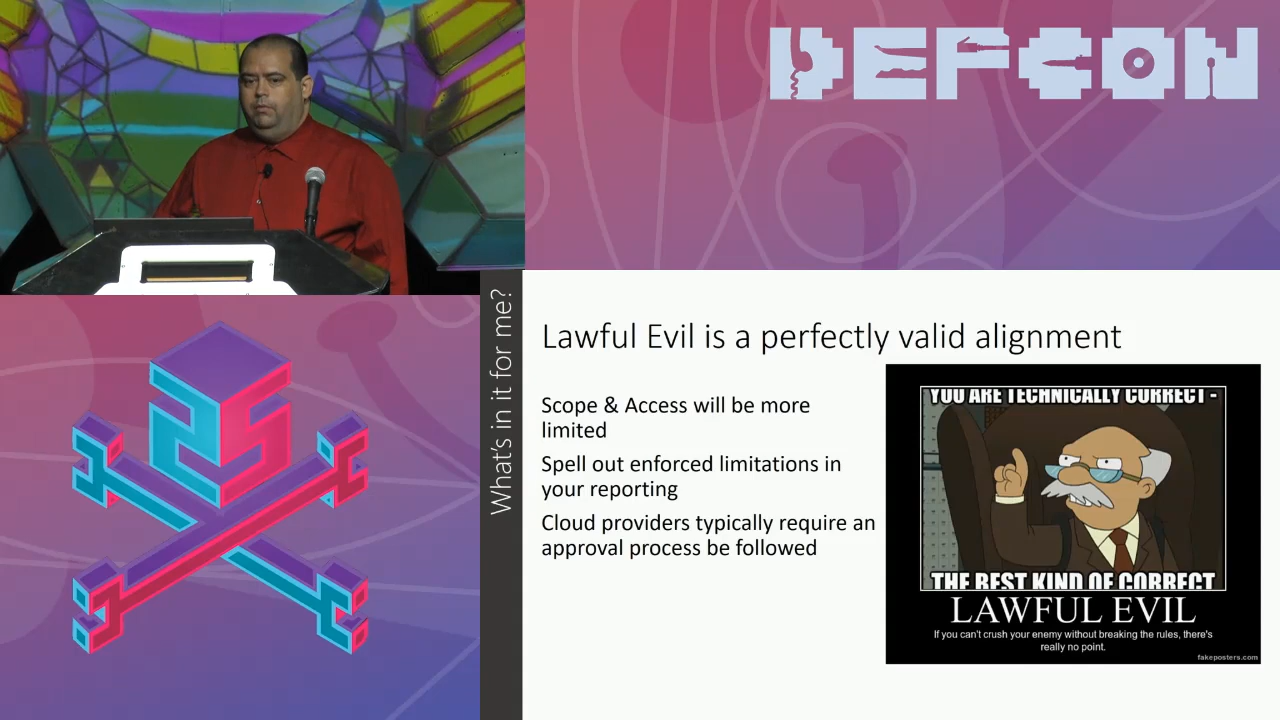 DEFCON
What's in it for me?
Lawful Evil is a perfectly valid alignment
Scope & Access will be more
limited
Spell out enforced limitations in
your reporting
Cloud providers typically require an
approval process be followed
YOU ARE TECHNICALLY CORRECT -
THE BEST KIND OF CORRECT
LAWFUL EVIL
If you can't crush your enemy without breaking the rules, there's
really no point.
fakeposters.com
25